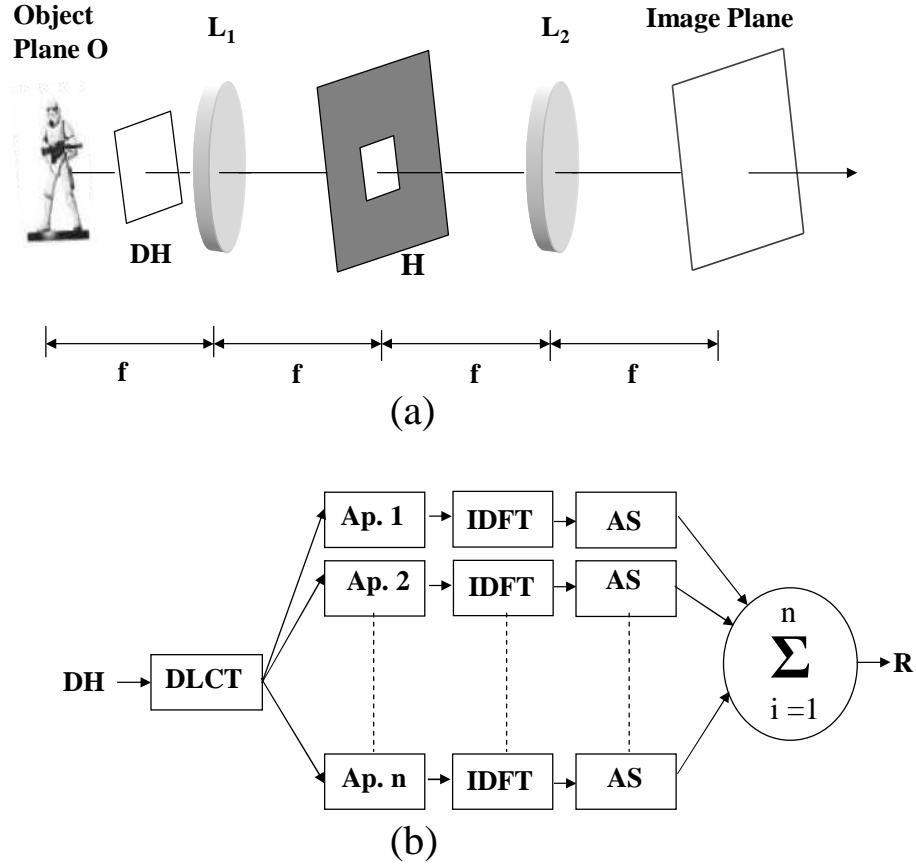 Object
Plane O
L1
L2
Image Plane
DH
H
f f f f
(a)
Ap. 1 IDFT AS
Ap. 2 IDFT AS
n
DH DLCT Σ R
i =1
Ap. n IDFT AS
(b)